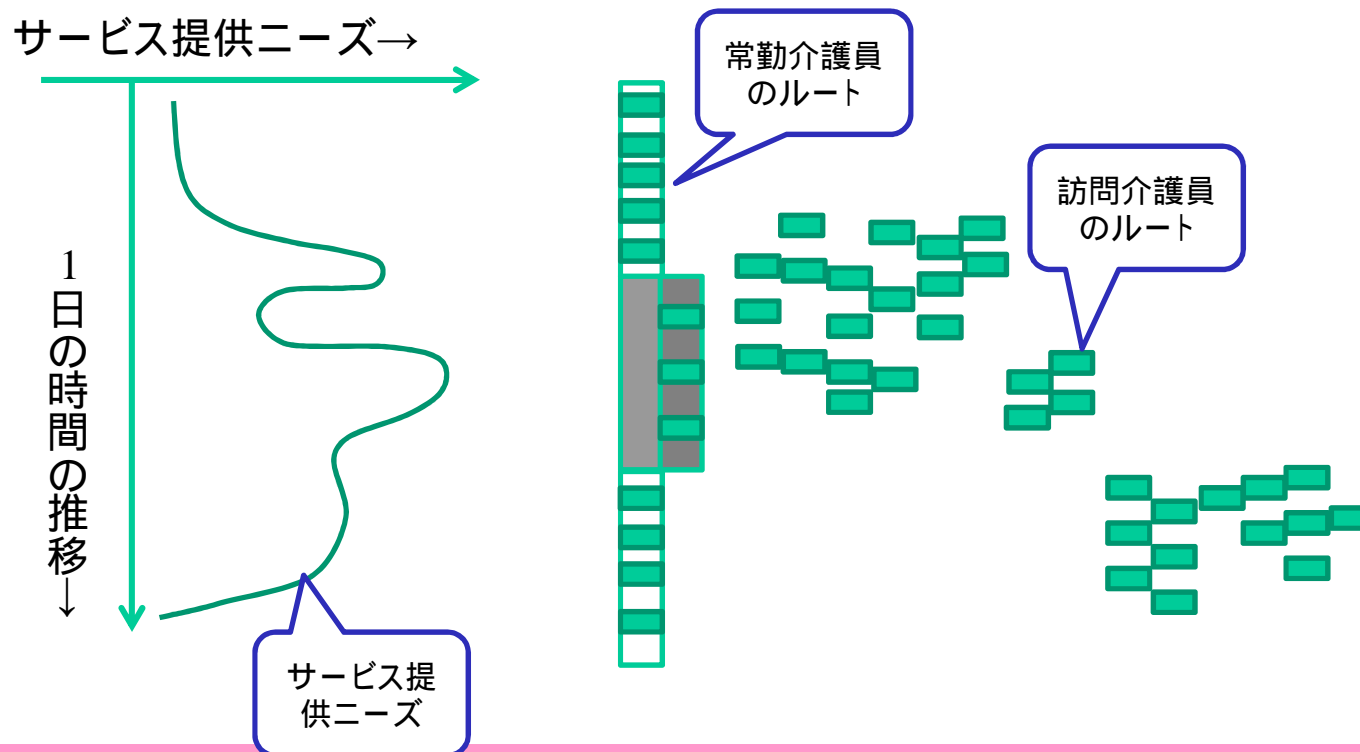 サービス提供ニーズ→
1日の時間の推移→
常勤介護員
のルート
訪問介護員
のルート
サービス提
供ニーズ